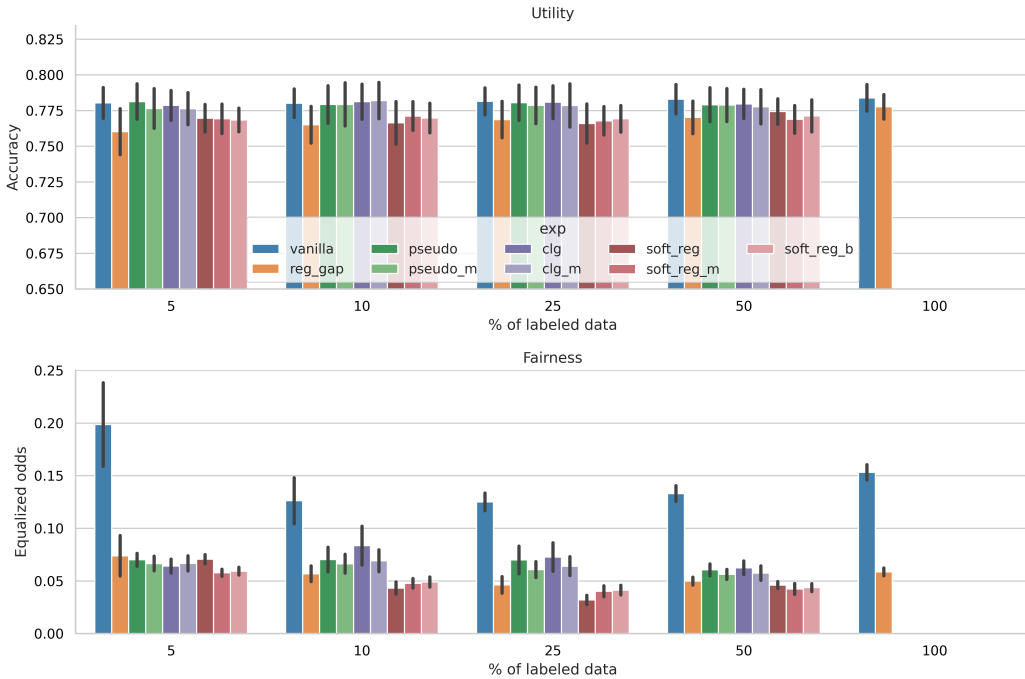 Utility
0.825
0.800
0.775
0.750
0.725
0.700
0.675
0.650
Accuracy
exp
vanilla pseudo clg soft_reg soft_reg_b
reg_gap pseudo_m clg_m soft_reg_m
5 10 25 50 100
% of labeled data
Fairness
0.25
0.20
0.15
0.10
0.05
0.00
Equalized odds
5 10 25 50 100
% of labeled data